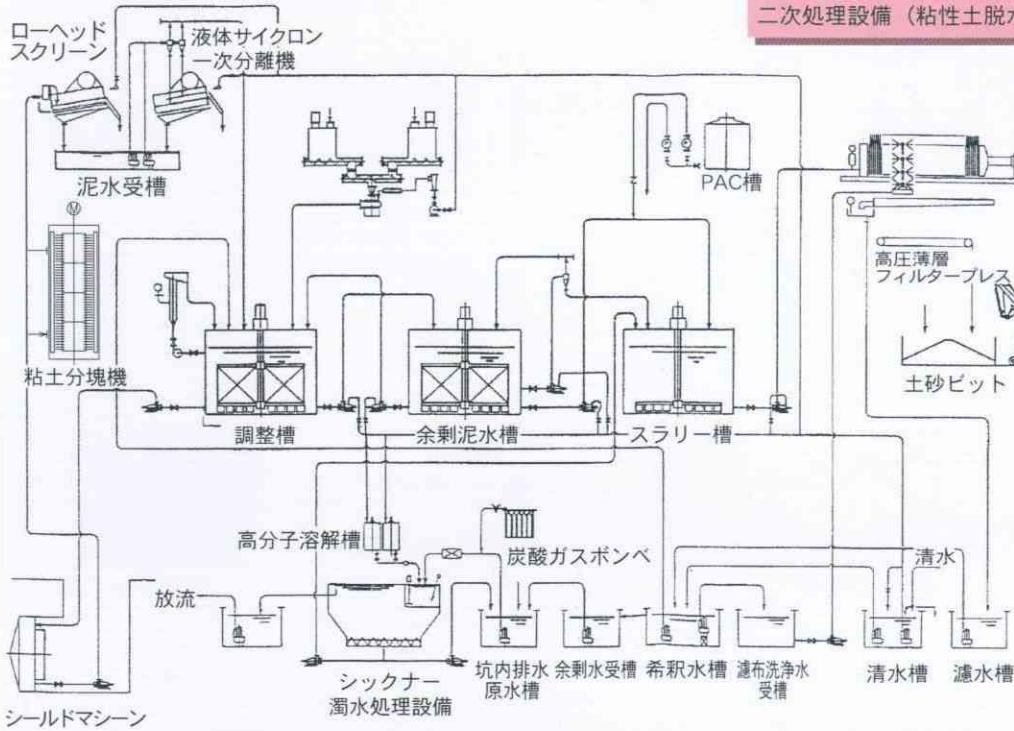 二次処理設備（粘性土脱水
ローヘッド
スクリーン
液体サイクロン
一次分離機
泥水受槽
PAC槽
M
高圧薄層
フィルタープレス
粘土分塊機
土砂ピット
調整槽
余剰泥水槽
スラリー槽
高分子溶解槽
炭酸ガスボンベ
清水
放流
シックナー
濁水処理設備
坑内排水
原水槽
余剰水受槽
希釈水槽
濾布洗浄水
受槽
清水槽
濾水槽
シールドマシーン